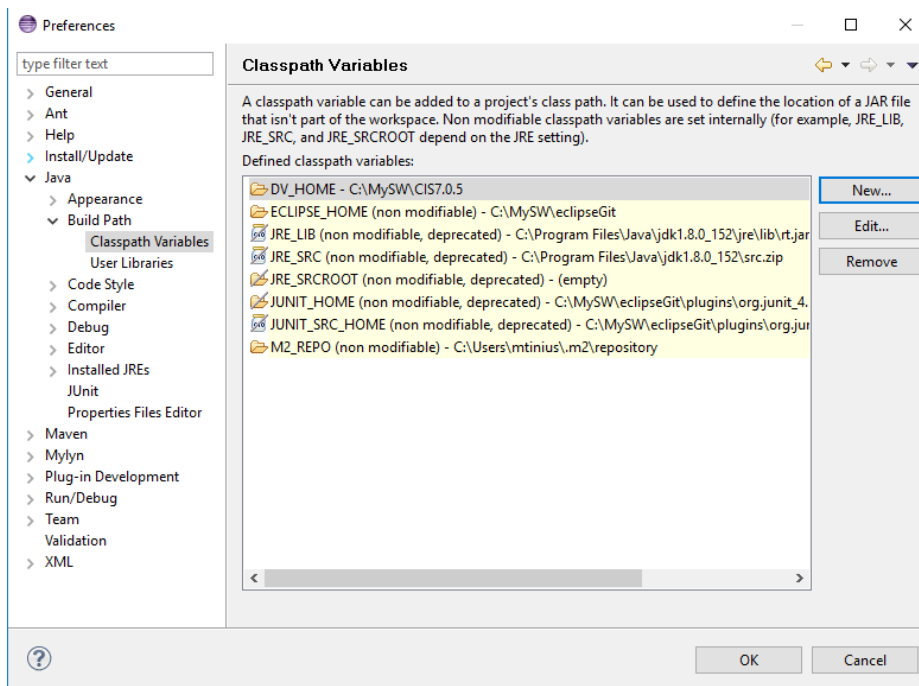 Preferences
type filter text
General
Ant
Help
Install/Update
Java
Appearance
Build Path
Classpath Variables
User Libraries
Code Style
Compiler
Debug
Editor
Installed JREs
JUnit
Properties Files Editor
Maven
Mylyn
Plug-in Development
Run/Debug
Team
Validation
XML
Classpath Variables
A classpath variable can be added to a project's class path. It can be used to define the location of a JAR file
that isn't part of the workspace. Non modifiable classpath variables are set internally (for example, JRE_LIB,
JRE_SRC, and JRE_SRCROOT depend on the JRE setting).
Defined classpath variables:
DV_HOME - C:\MySW\CIS7.0.5
ECLIPSE_HOME (non modifiable) - C:\MySW\eclipseGit
JRE_LIB (non modifiable, deprecated) - C:\Program Files\Java\jdk1.8.0_152\jre\lib\rt.jar
JRE_SRC (non modifiable, deprecated) - C:\Program Files\Java\jdk1.8.0_152\src.zip
JRE_SRCROOT (non modifiable, deprecated) - (empty)
JUNIT_HOME (non modifiable, deprecated) - C:\MySW\eclipseGit\plugins\org.junit_4.
JUNIT_SRC_HOME (non modifiable, deprecated) - C:\MySW\eclipseGit\plugins\org.jur
M2_REPO (non modifiable) - C:\Users\mtinius\.m2\repository
New...
Edit...
Remove
OK
Cancel